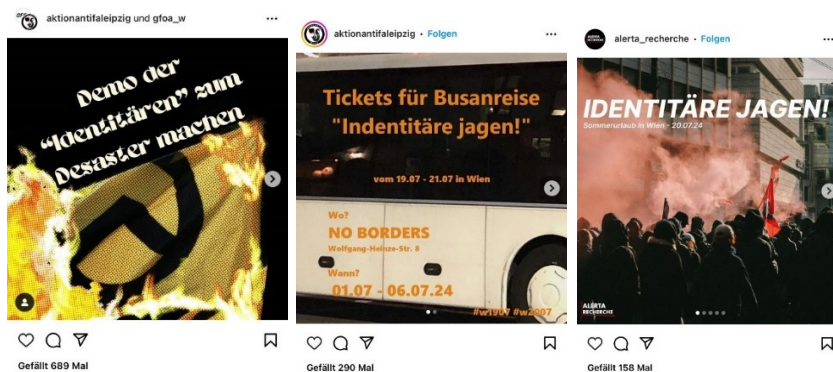 aktionantifaleipzig und gfoa_w
Demo der
"Identitären" zum
Desaster machen
Gefällt 689 Mal
aktionantifaleipzig • Folgen
Tickets für Busanreise
"Indentitäre jagen!"
vom 19.07 - 21.07 in Wien
Wo?
NO BORDERS
Wolfgang-Heinze-Str. 8
Wann?
01.07 - 06.07.24
#w1907 #w2007
Gefällt 290 Mal
alerta_recherche • Folgen
IDENTITÄRE JAGEN!
Sommerurlaub in Wien - 20.07.24
ALERTA
RECHERCHE
Gefällt 158 Mal